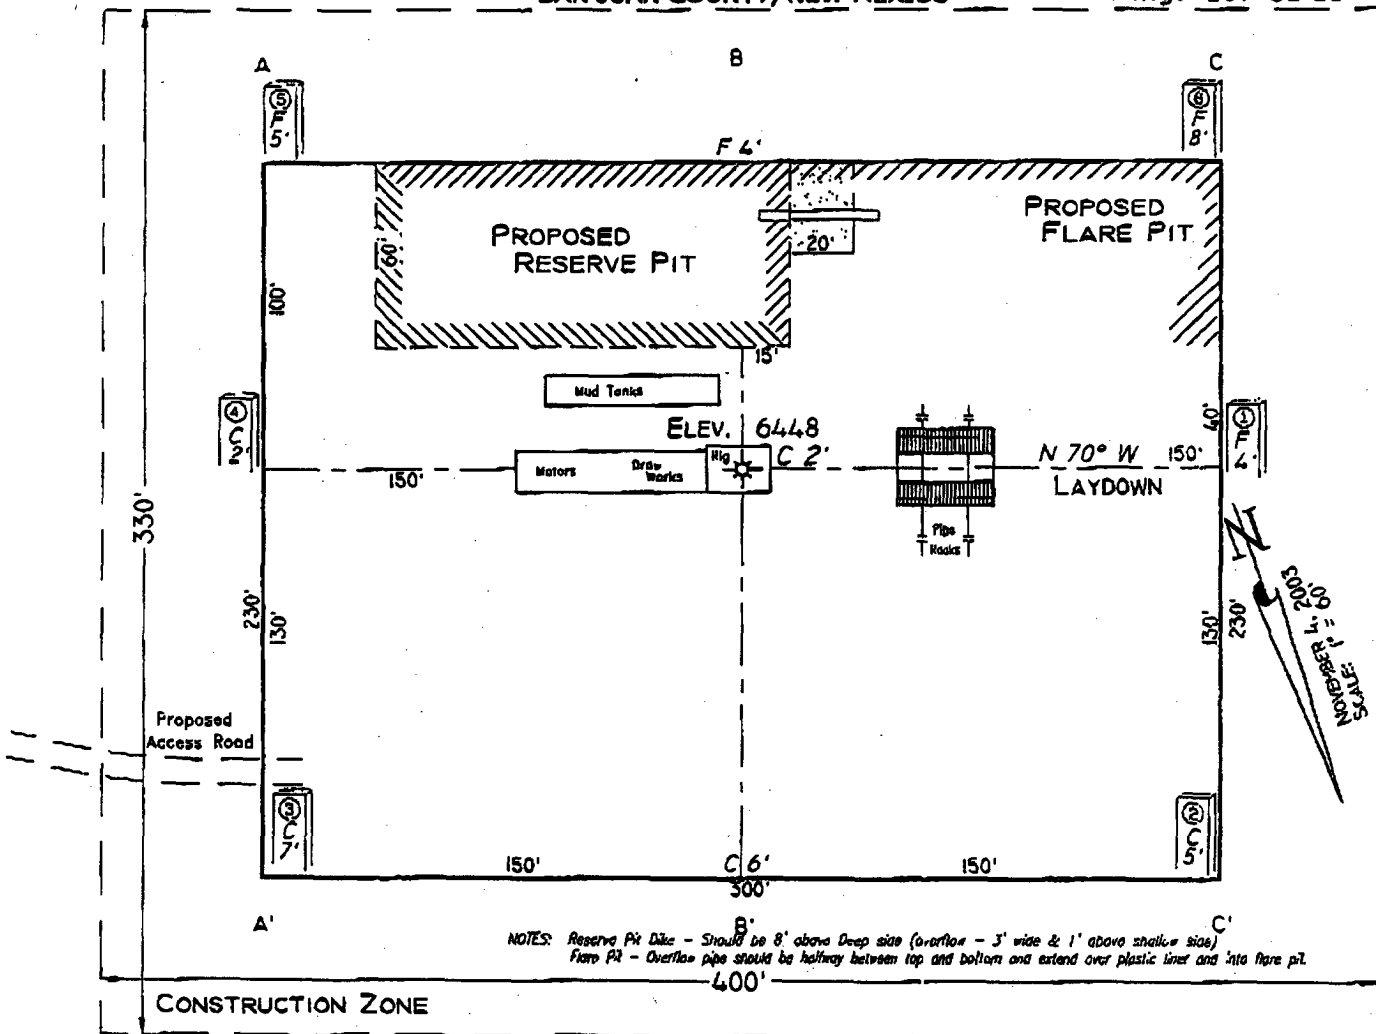 SAN JUAN COUNTY, NEW MEXICO
A
B
C
⑤
F
5'
⑥
F
8'
F 4'
PROPOSED
RESERVE PIT
60'
20'
PROPOSED
FLARE PIT
100'
15'
Mud Tanks
④
C
ELEV. 6448
40'
①
F
4'
150'
Motors
Draw
Works
Rig
C 2'
N 70° W
150'
LAYDOWN
Pipe
Racks
330'
230'
130'
130'
230'
N
NOVEMBER 4, 2003
SCALE: 1" = 60'
Proposed
Access Road
③
C
7'
②
C
5'
150'
C 6'
150'
300'
A'
B'
C'
NOTES: Reserve Pit Dike - Should be 8' above Deep side (overflow - 3' wide & 1' above shallow side)
Flare Pit - Overflow pipe should be halfway between top and bottom and extend over plastic liner and into flare pit.
400'
CONSTRUCTION ZONE